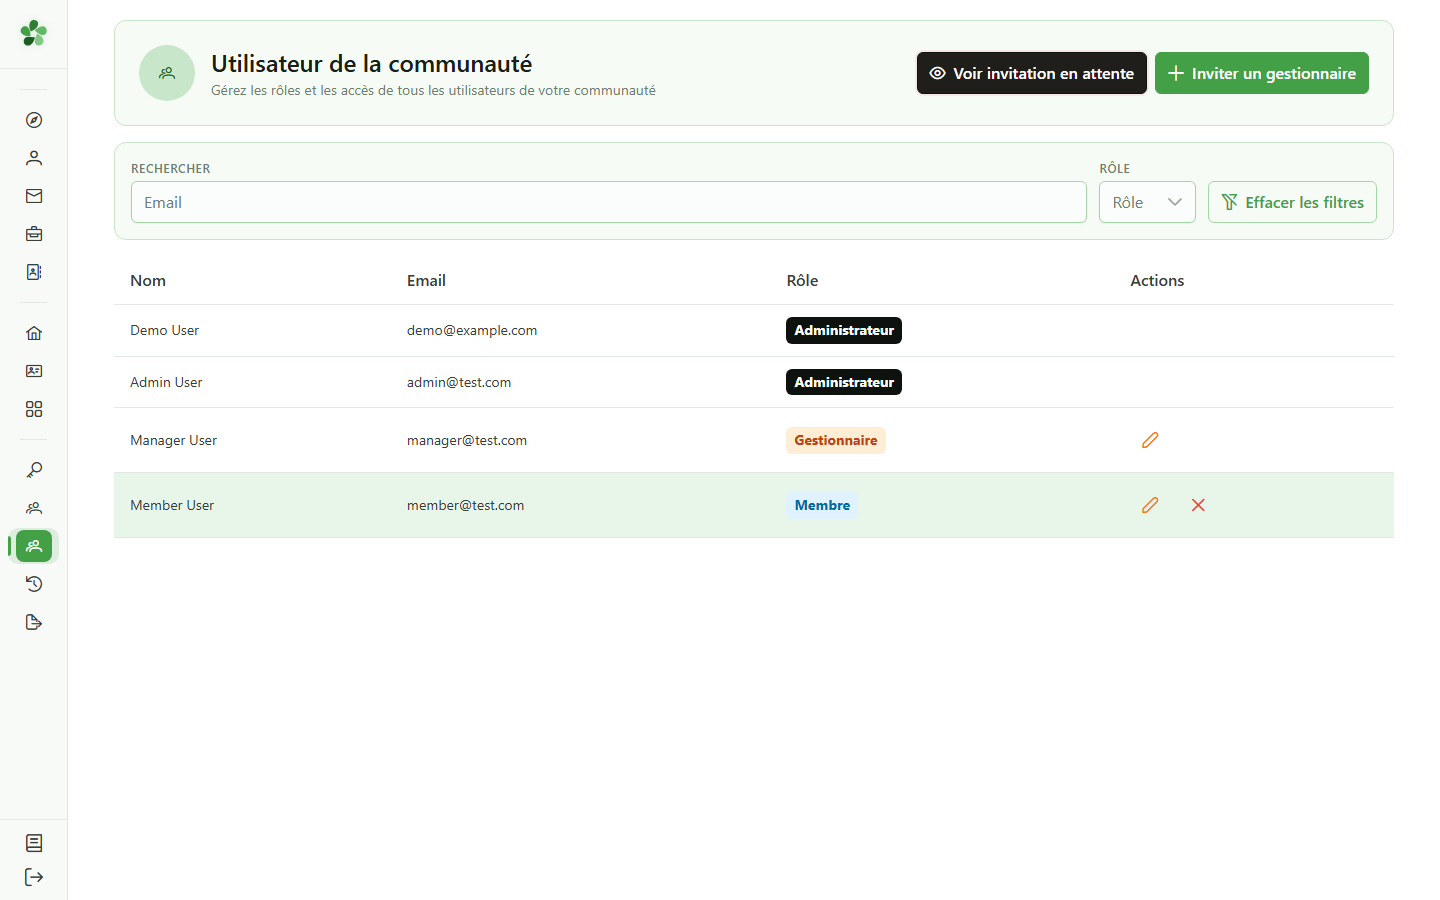 Utilisateur de la communauté
Gérez les rôles et les accès de tous les utilisateurs de votre communauté
Voir invitation en attente
Inviter un gestionnaire
RECHERCHER
RÔLE
Email
Rôle
Effacer les filtres
Nom Email Rôle Actions
Demo User demo@example.com Administrateur
Admin User admin@test.com Administrateur
Manager User manager@test.com Gestionnaire
Member User member@test.com Membre